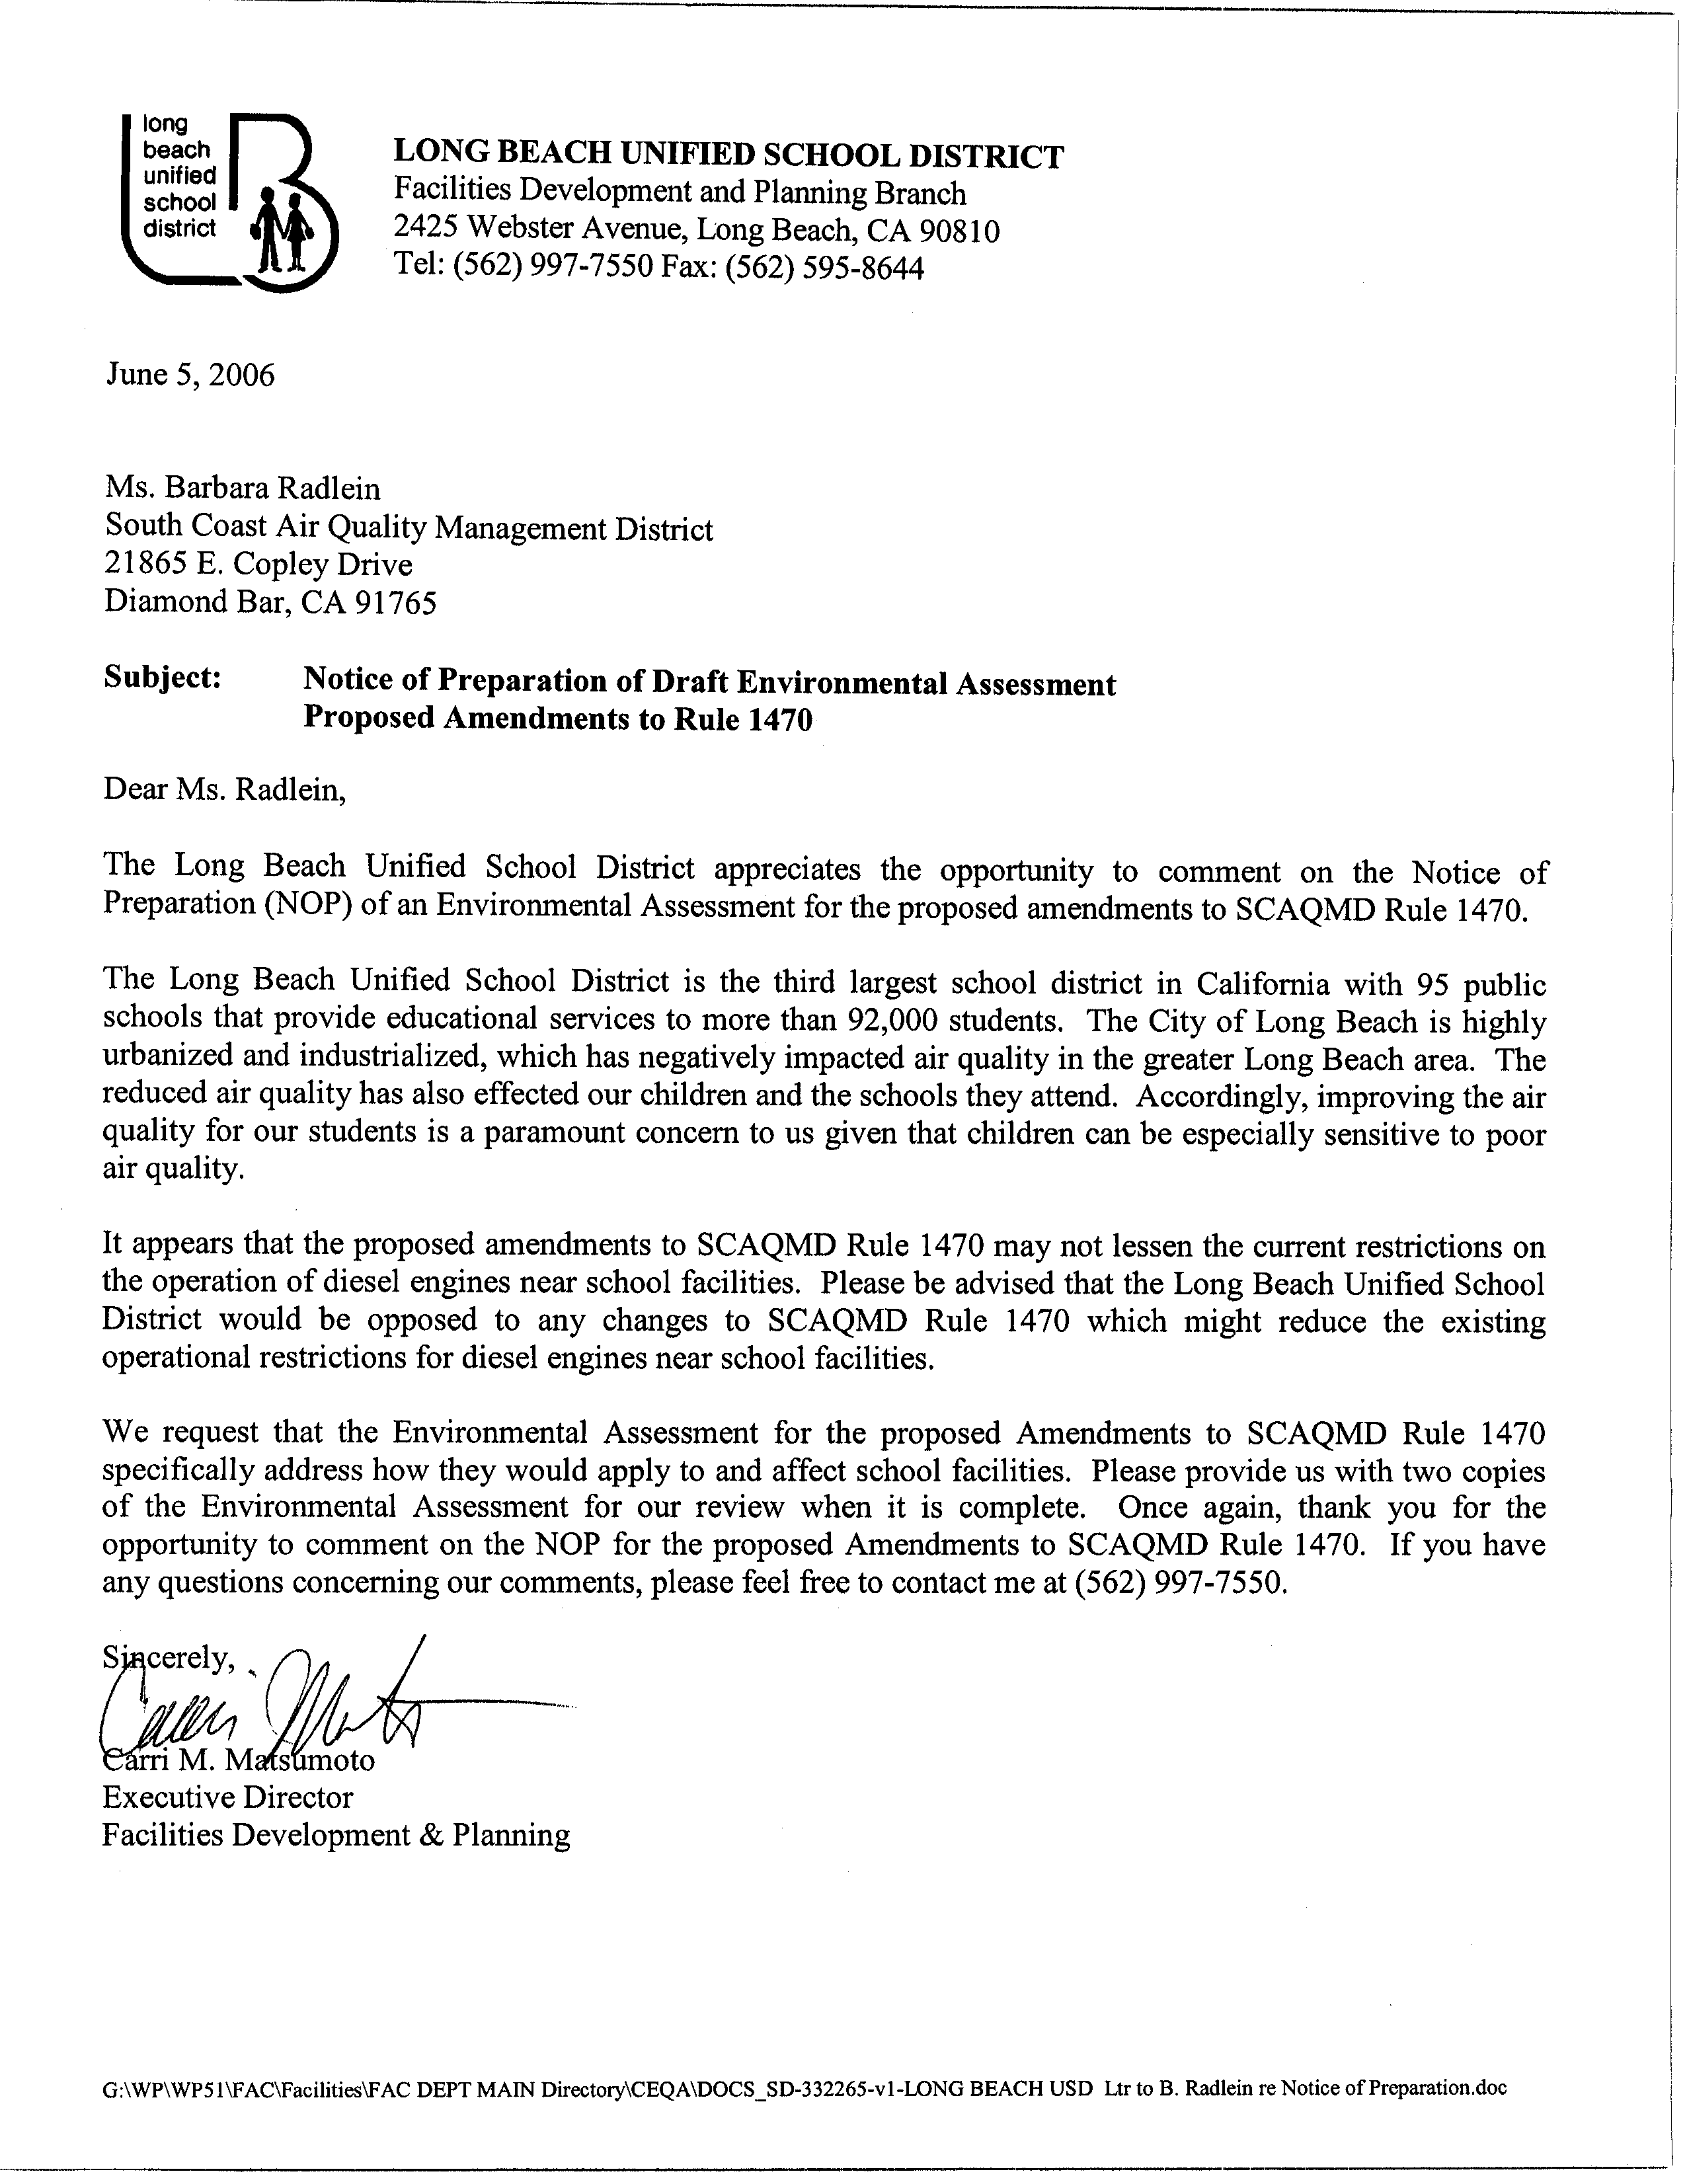 long
beach
unified
school
district
LONG BEACH UNIFIED SCHOOL DISTRICT
Facilities Development and Planning Branch
2425 Webster Avenue, Long Beach, CA 90810
Tel: (562) 997-7550 Fax: (562) 595-8644
June 5, 2006
Ms. Barbara Radlein
South Coast Air Quality Management District
21865 E. Copley Drive
Diamond Bar, CA 91765
Subject: Notice of Preparation of Draft Environmental Assessment
Proposed Amendments to Rule 1470
Dear Ms. Radlein,
The Long Beach Unified School District appreciates the opportunity to comment on the Notice of
Preparation (NOP) of an Environmental Assessment for the proposed amendments to SCAQMD Rule 1470.
The Long Beach Unified School District is the third largest school district in California with 95 public
schools that provide educational services to more than 92,000 students. The City of Long Beach is highly
urbanized and industrialized, which has negatively impacted air quality in the greater Long Beach area. The
reduced air quality has also effected our children and the schools they attend. Accordingly, improving the air
quality for our students is a paramount concern to us given that children can be especially sensitive to poor
air quality.
It appears that the proposed amendments to SCAQMD Rule 1470 may not lessen the current restrictions on
the operation of diesel engines near school facilities. Please be advised that the Long Beach Unified School
District would be opposed to any changes to SCAQMD Rule 1470 which might reduce the existing
operational restrictions for diesel engines near school facilities.
We request that the Environmental Assessment for the proposed Amendments to SCAQMD Rule 1470
specifically address how they would apply to and affect school facilities. Please provide us with two copies
of the Environmental Assessment for our review when it is complete. Once again, thank you for the
opportunity to comment on the NOP for the proposed Amendments to SCAQMD Rule 1470. If you have
any questions concerning our comments, please feel free to contact me at (562) 997-7550.
Sincerely,
Carri M. Matsumoto
Executive Director
Facilities Development & Planning
G:\WP\WP51\FAC\Facilities\FAC DEPT MAIN Directory\CEQA\DOCS_SD-332265-v1-LONG BEACH USD Ltr to B. Radlein re Notice of Preparation.doc